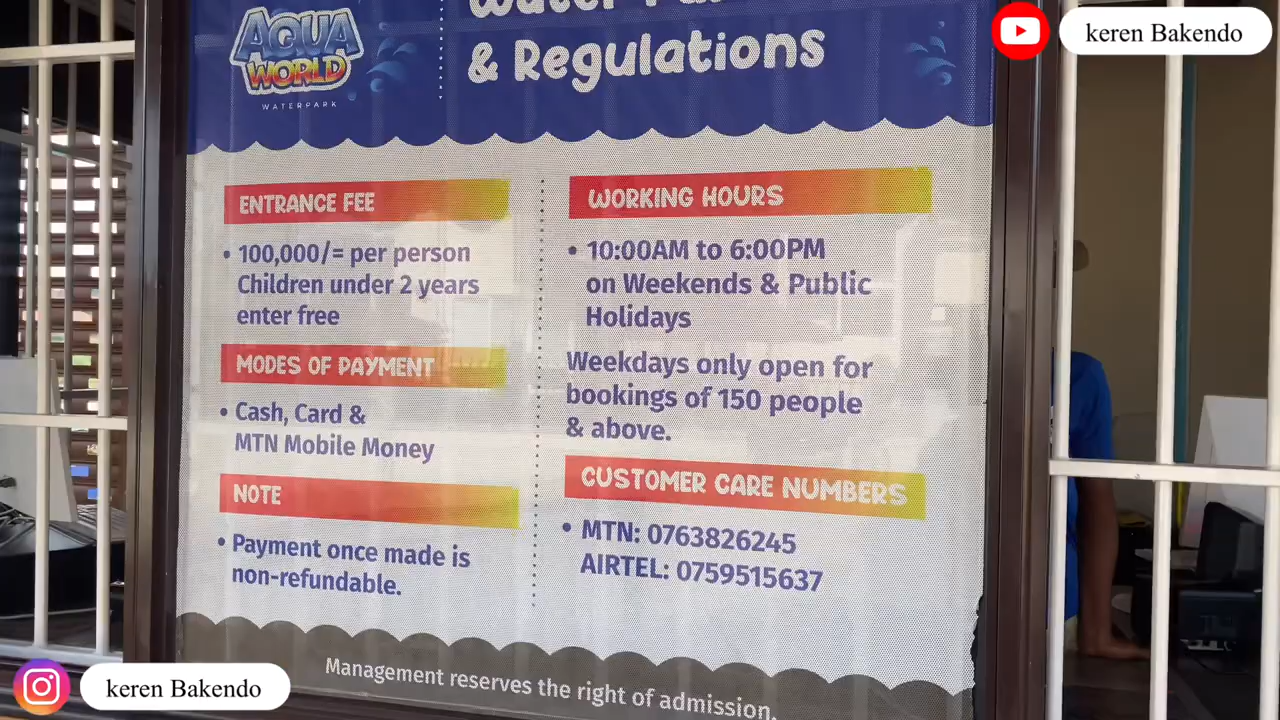 AQUA
WORLD
WATERPARK
& Regulations
ENTRANCE FEE
• 100,000/= per person
Children under 2 years
enter free
MODES OF PAYMENT
• Cash, Card &
MTN Mobile Money
NOTE
• Payment once made is
non-refundable.
WORKING HOURS
• 10:00AM to 6:00PM
on Weekends & Public
Holidays
Weekdays only open for
bookings of 150 people
& above.
CUSTOMER CARE NUMBERS
• MTN: 0763826245
AIRTEL: 0759515637
Management reserves the right of admission.
keren Bakendo
keren Bakendo